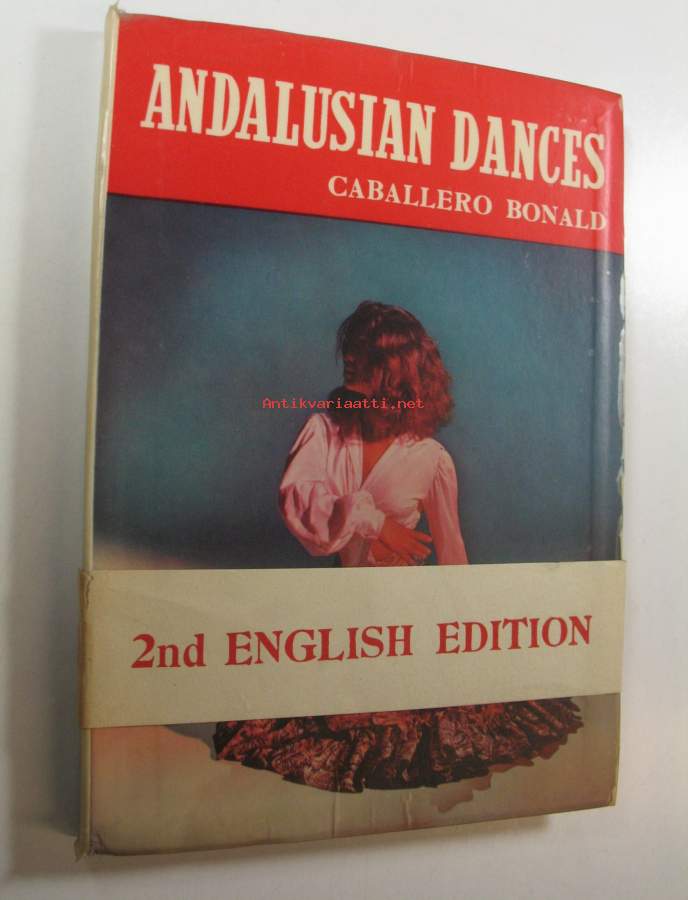 ANDALUSIAN DANCES
CABALLERO BONALD
Antikvariaatti.net
2nd ENGLISH EDITION